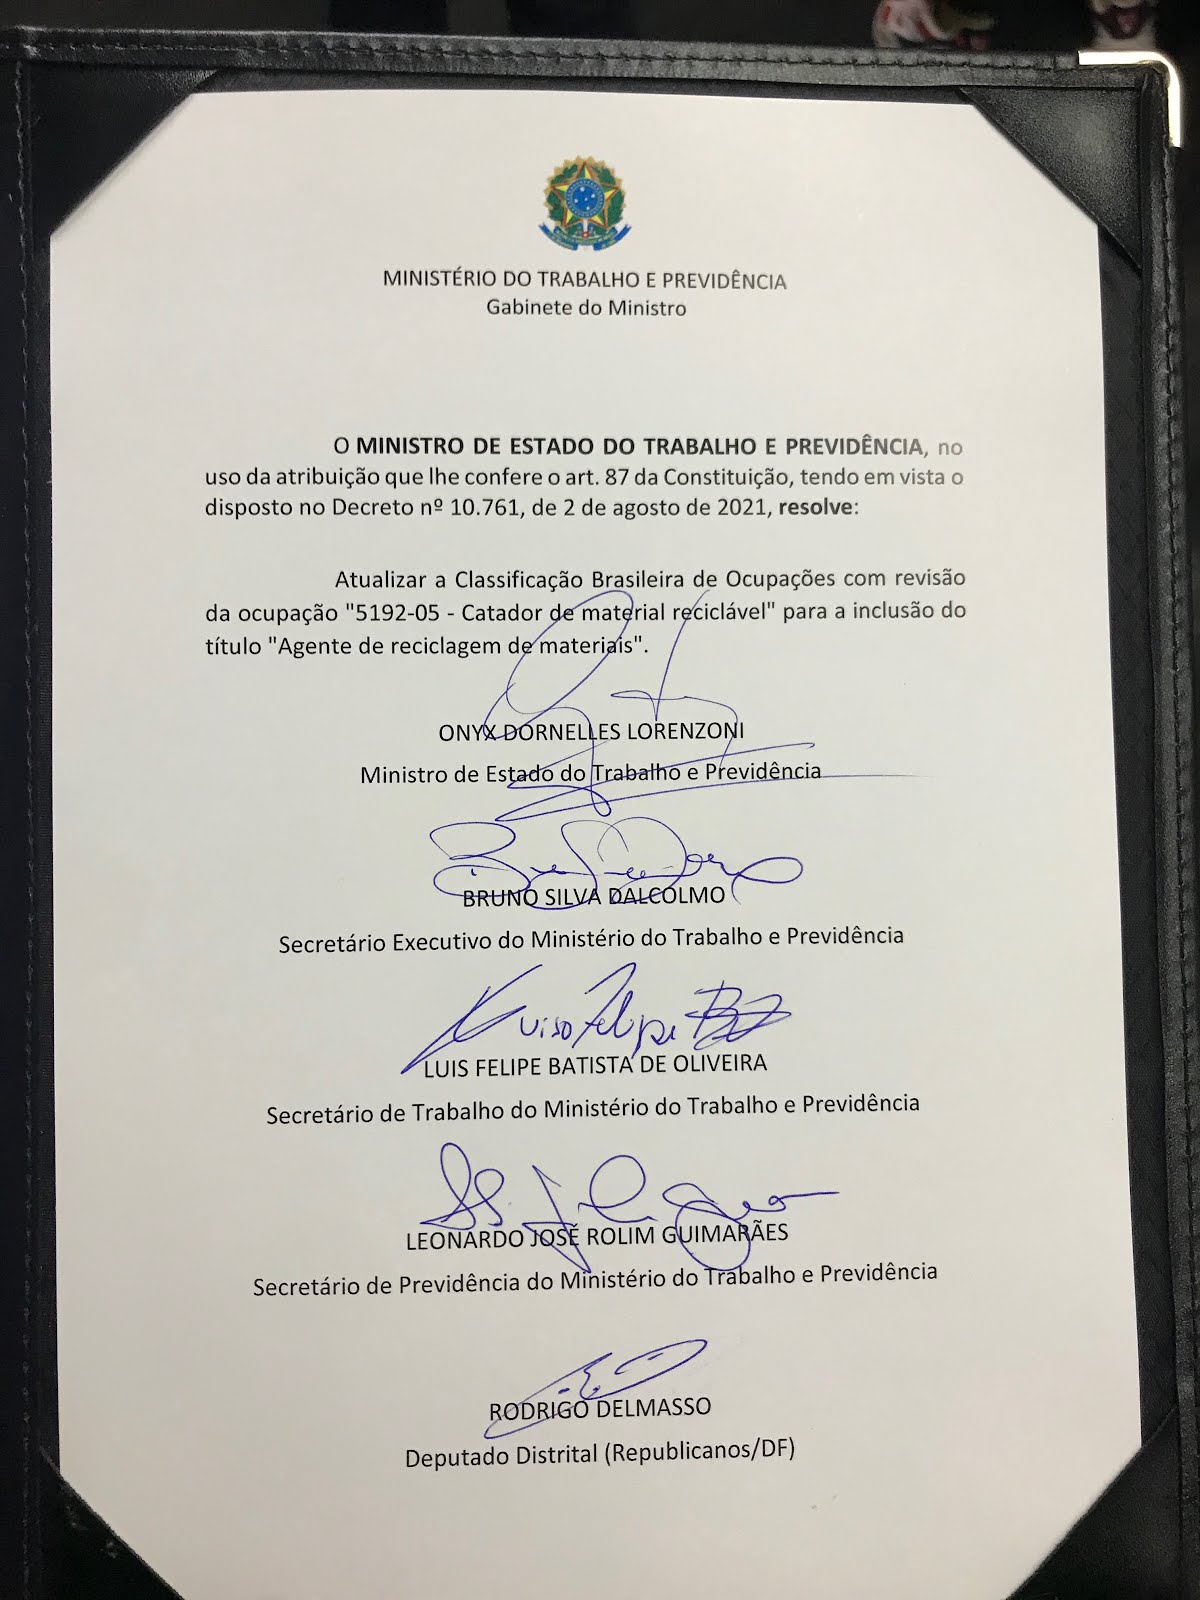 MINISTÉRIO DO TRABALHO E PREVIDÊNCIA
Gabinete do Ministro
O MINISTRO DE ESTADO DO TRABALHO E PREVIDÊNCIA, no
uso da atribuição que lhe confere o art. 87 da Constituição, tendo em vista o
disposto no Decreto nº 10.761, de 2 de agosto de 2021, resolve:
Atualizar a Classificação Brasileira de Ocupações com revisão
da ocupação "5192-05 - Catador de material reciclável" para a inclusão do
título "Agente de reciclagem de materiais".
ONYX DORNELLES LORENZONI
Ministro de Estado do Trabalho e Previdência
BRUNO SILVA DALCOLMO
Secretário Executivo do Ministério do Trabalho e Previdência
Luis Felipe
LUIS FELIPE BATISTA DE OLIVEIRA
Secretário de Trabalho do Ministério do Trabalho e Previdência
LEONARDO JOSÉ ROLIM GUIMARÃES
Secretário de Previdência do Ministério do Trabalho e Previdência
RODRIGO DELMASSO
Deputado Distrital (Republicanos/DF)